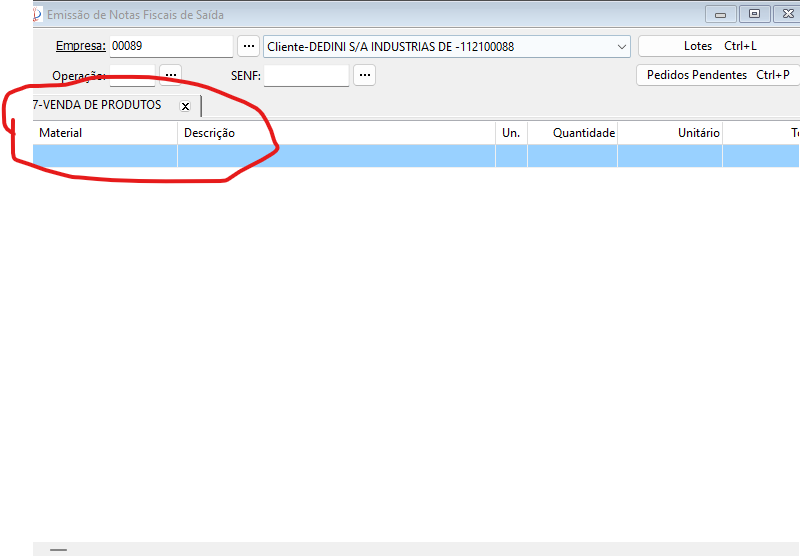 Emissão de Notas Fiscais de Saída
Empresa: 00089 ... Cliente-DEDINI S/A INDUSTRIAS DE -112100088 Lotes Ctrl+L
Operação: ... SENF: ... Pedidos Pendentes Ctrl+P
7-VENDA DE PRODUTOS x
Material Descrição Un. Quantidade Unitário